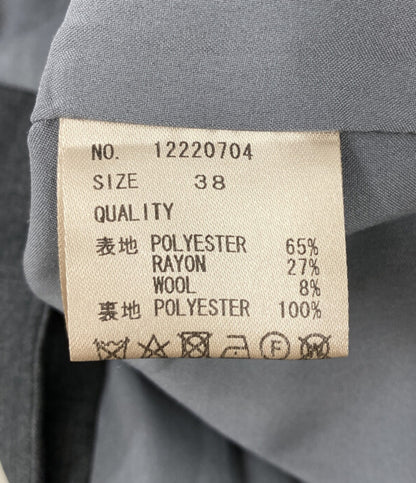 NO. 12220704
SIZE 38
QUALITY
表地 POLYESTER 65%
RAYON 27%
WOOL 8%
裏地 POLYESTER 100%
F W